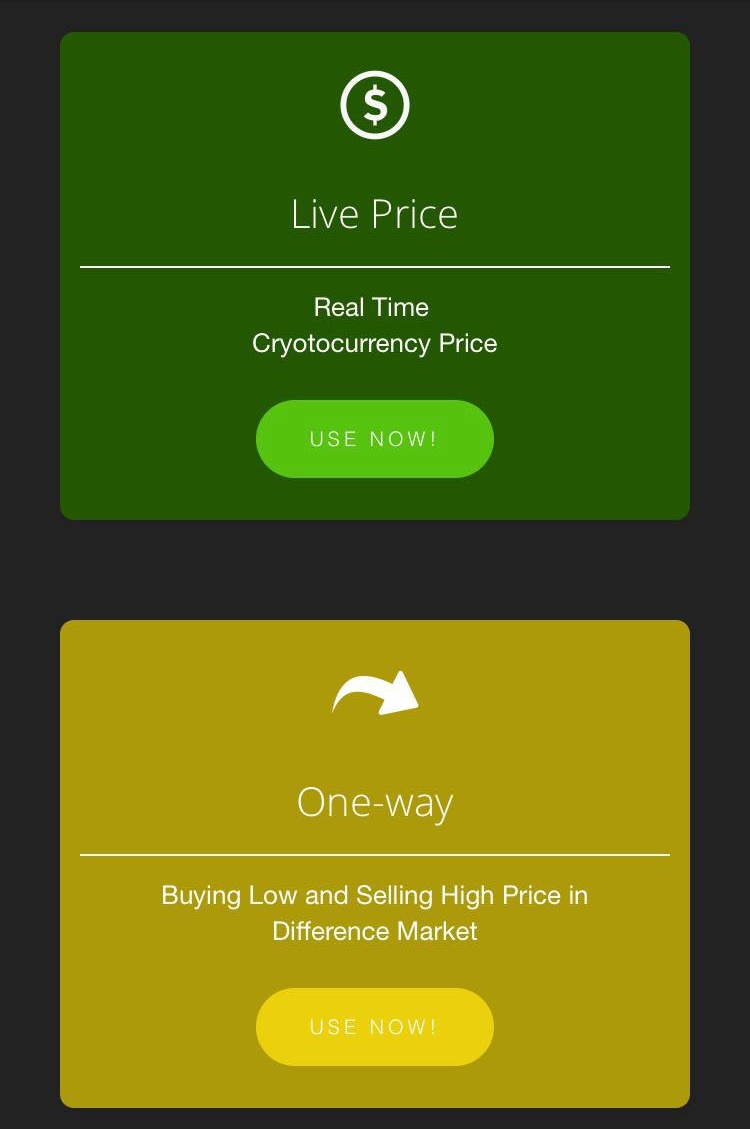 $
Live Price
Real Time
Cryotocurrency Price
USE NOW!
One-way
Buying Low and Selling High Price in
Difference Market
USE NOW!